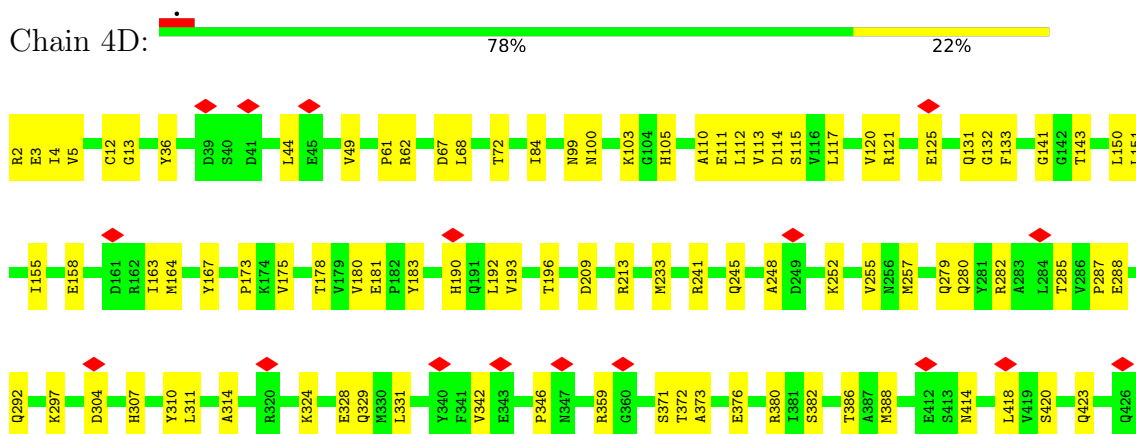 Chain 4D:
78% 22%
R2 E3 I4 V5 C12 G13 Y36 D39 S40 D41 L44 E45 V49 P61 R62 D67 L68 T72 I84 N99 N100 K103 G104 H105 A110 E111 L112 V113 D114 S115 V116 L117 V120 R121 E125 Q131 G132 F133 G141 G142 T143 L150 L151
I155 E158 D161 R162 I163 M164 Y167 P173 K174 V175 T178 V179 V180 E181 P182 Y183 H190 Q191 L192 V193 T196 D209 R213 M233 R241 Q245 A248 D249 K252 V255 N256 M257 Q279 Q280 Y281 R282 A283 L284 T285 V286 P287 E288
Q292 K297 D304 H307 Y310 L311 A314 R320 K324 E328 Q329 M330 L331 Y340 F341 V342 E343 P346 N347 R359 G360 S371 T372 A373 E376 R380 I381 S382 T386 A387 M388 E412 S413 N414 L418 V419 S420 Q423 Q426